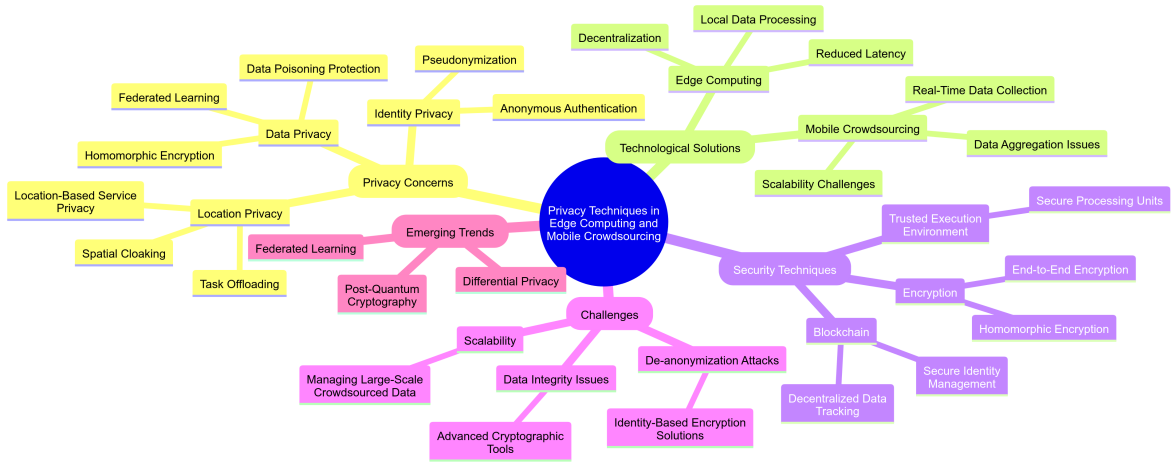 Privacy Techniques in
Edge Computing and
Mobile Crowdsourcing
Privacy Concerns
Identity Privacy
Pseudonymization
Anonymous Authentication
Data Privacy
Data Poisoning Protection
Federated Learning
Homomorphic Encryption
Location Privacy
Location-Based Service
Privacy
Spatial Cloaking
Task Offloading
Technological Solutions
Edge Computing
Decentralization
Local Data Processing
Reduced Latency
Mobile Crowdsourcing
Real-Time Data Collection
Data Aggregation Issues
Scalability Challenges
Security Techniques
Trusted Execution
Environment
Secure Processing Units
Encryption
End-to-End Encryption
Homomorphic Encryption
Blockchain
Secure Identity
Management
Decentralized Data
Tracking
Challenges
De-anonymization Attacks
Identity-Based Encryption
Solutions
Data Integrity Issues
Advanced Cryptographic
Tools
Scalability
Managing Large-Scale
Crowdsourced Data
Emerging Trends
Federated Learning
Post-Quantum
Cryptography
Differential Privacy